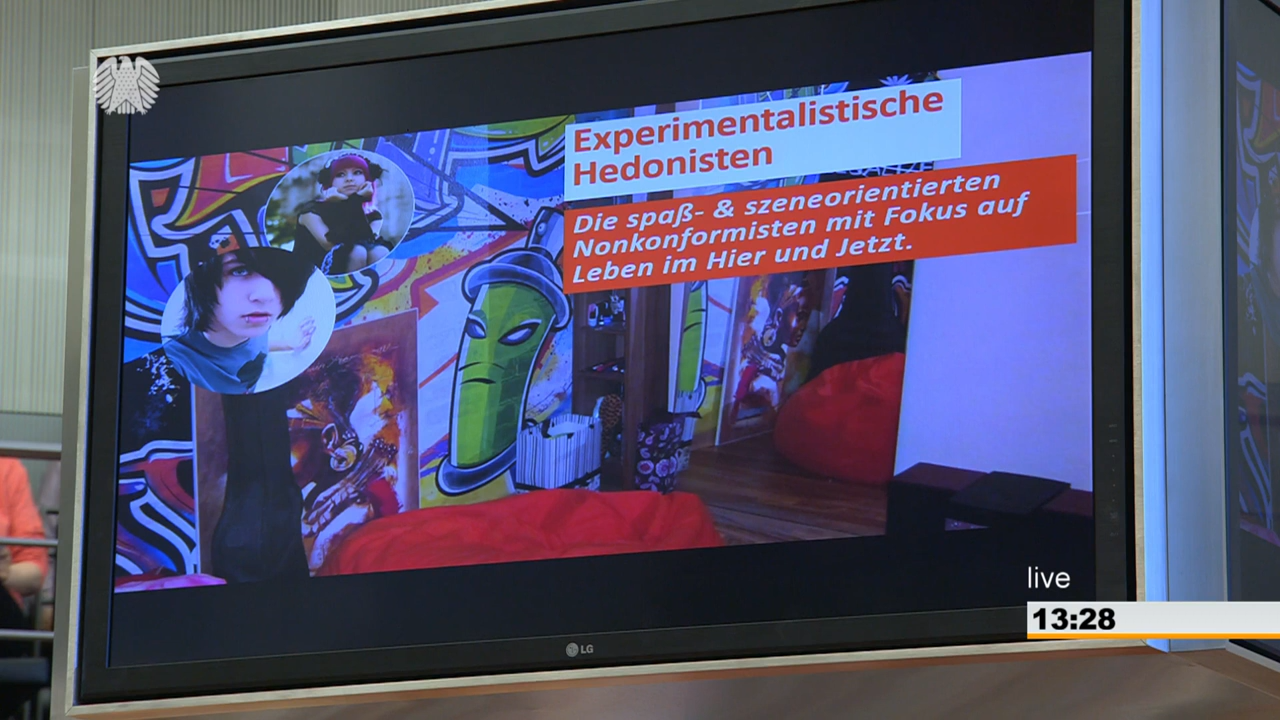 Experimentalistische
Hedonisten
Die spaß- & szeneorientierten
Nonkonformisten mit Fokus auf
Leben im Hier und Jetzt.
live
13:28
LG